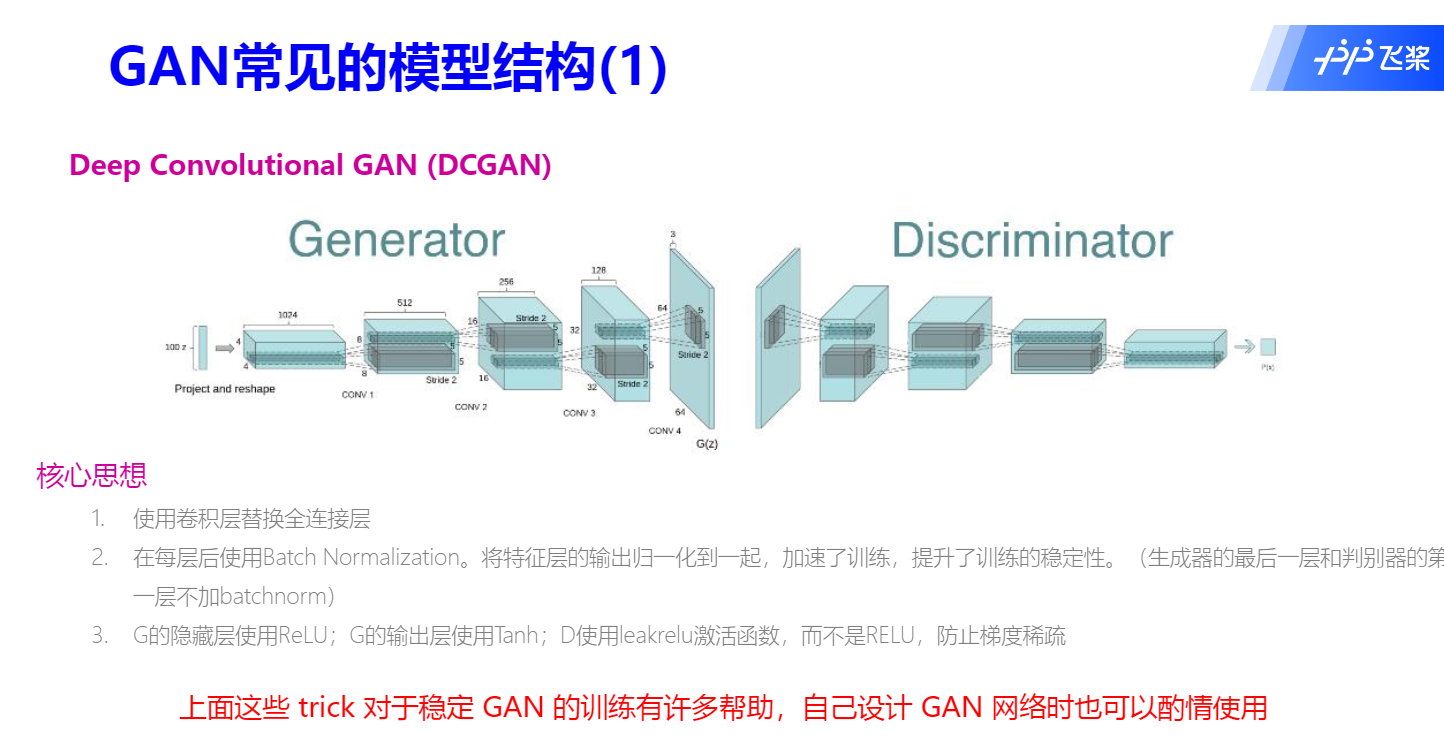 GAN常见的模型结构(1)
飞桨
Deep Convolutional GAN (DCGAN)
Generator
Discriminator
3
128
256
512
1024
64
16
Stride 2
5
5
5
5
32
8
4
5
5
5
5
100 z
Stride 2
4
8
Stride 2
16
32
Stride 2
Project and reshape
CONV 1
CONV 2
CONV 3
64
CONV 4
G(z)
P(x)
核心思想
1. 使用卷积层替换全连接层
2. 在每层后使用Batch Normalization。将特征层的输出归一化到一起，加速了训练，提升了训练的稳定性。（生成器的最后一层和判别器的第
一层不加batchnorm）
3. G的隐藏层使用ReLU；G的输出层使用Tanh；D使用leakrelu激活函数，而不是RELU，防止梯度稀疏
上面这些 trick 对于稳定 GAN 的训练有许多帮助，自己设计 GAN 网络时也可以酌情使用